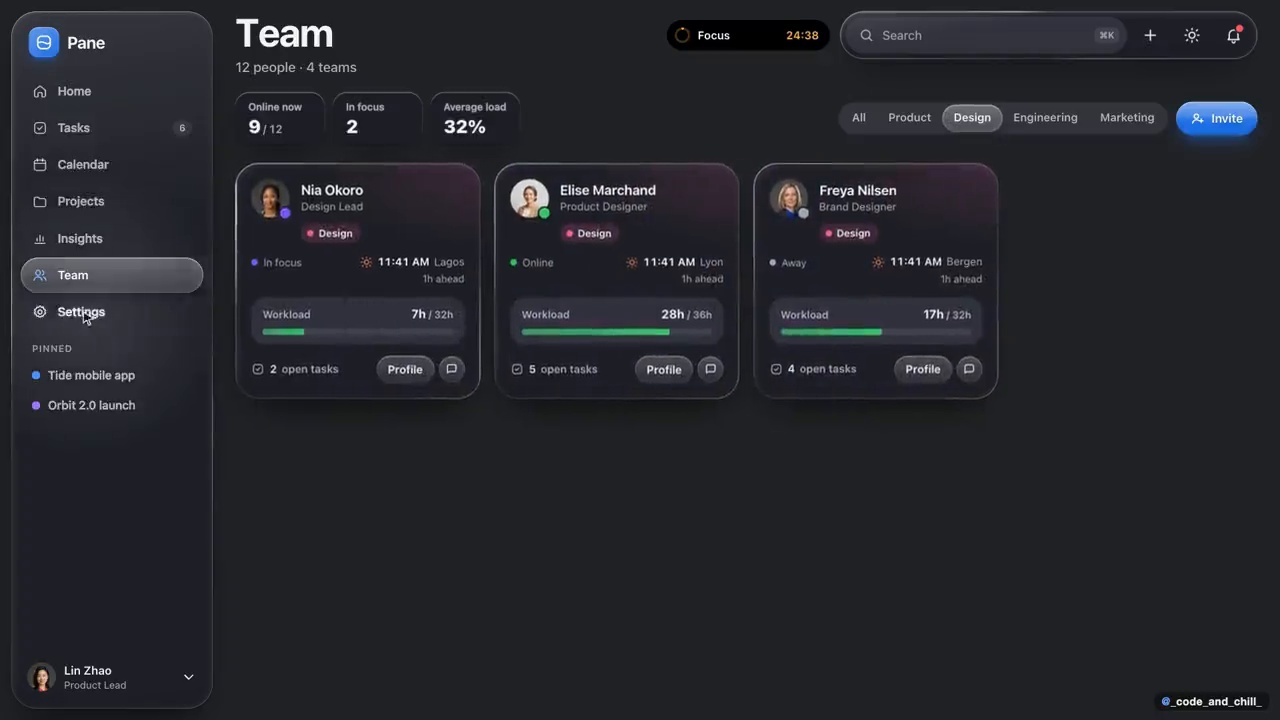 Pane
Home
Tasks 6
Calendar
Projects
Insights
Team
Settings
PINNED
Tide mobile app
Orbit 2.0 launch
Lin Zhao
Product Lead
Team
12 people · 4 teams
Focus 24:38
Search ⌘K
Online now
9 / 12
In focus
2
Average load
32%
All Product Design Engineering Marketing
Invite
Nia Okoro
Design Lead
Design
In focus 11:41 AM Lagos
1h ahead
Workload 7h / 32h
2 open tasks Profile
Elise Marchand
Product Designer
Design
Online 11:41 AM Lyon
1h ahead
Workload 28h / 36h
5 open tasks Profile
Freya Nilsen
Brand Designer
Design
Away 11:41 AM Bergen
1h ahead
Workload 17h / 32h
4 open tasks Profile
@_code_and_chill_